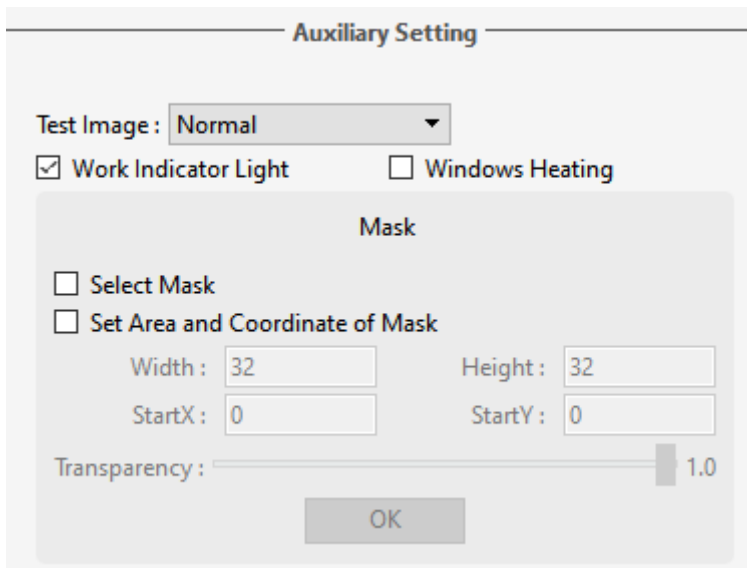 Auxiliary Setting
Test Image : Normal
Work Indicator Light Windows Heating
Mask
Select Mask
Set Area and Coordinate of Mask
Width : 32 Height : 32
StartX : 0 StartY : 0
Transparency : 1.0
OK